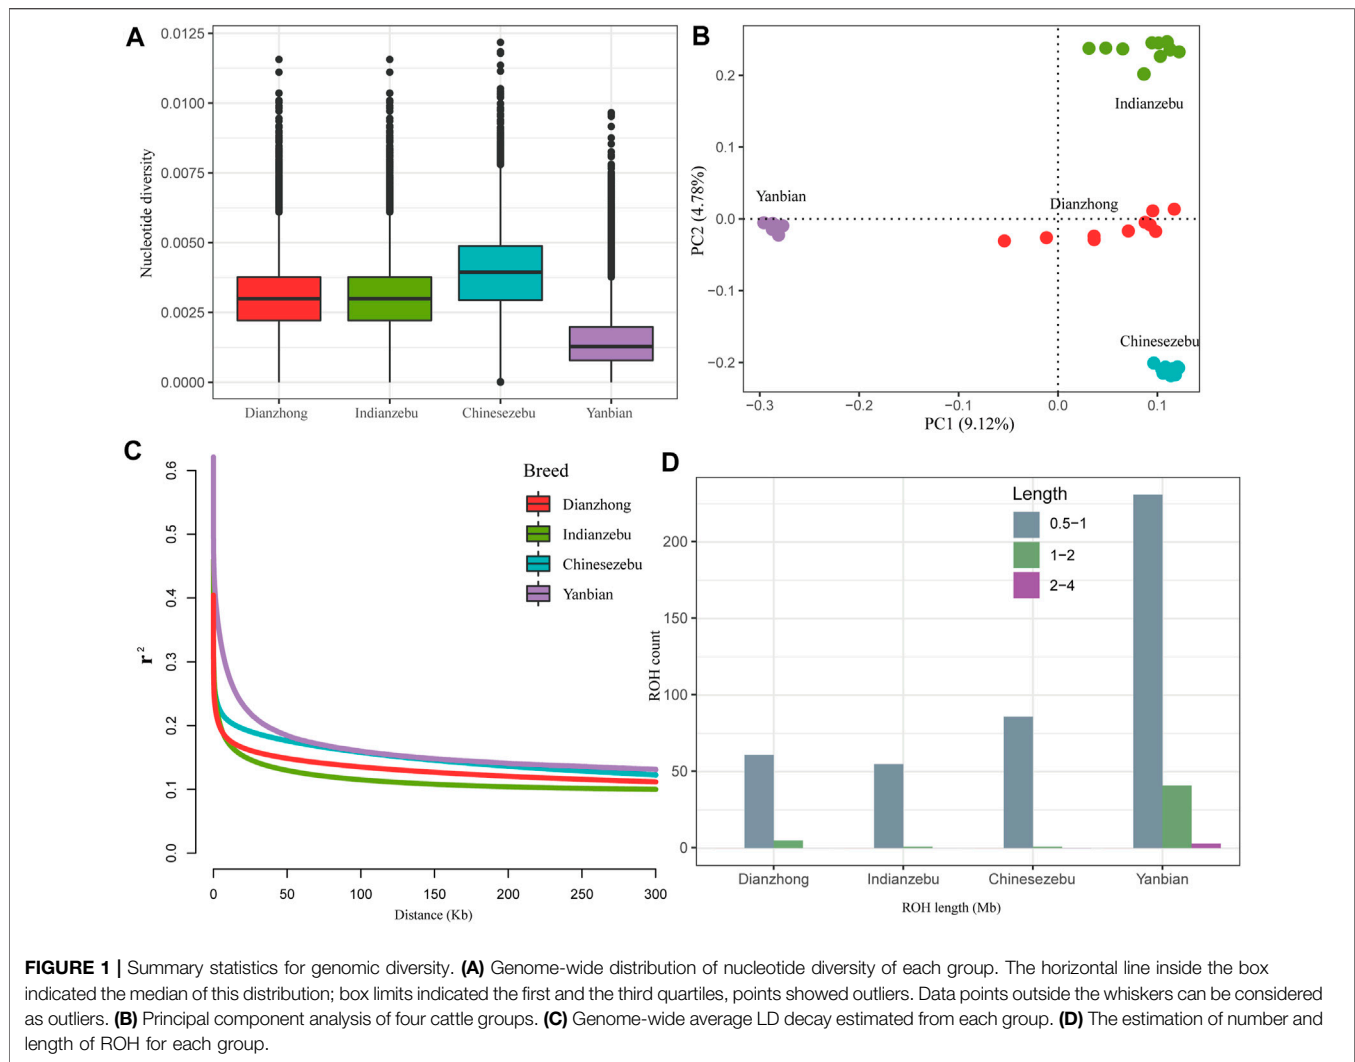 A
Nucleotide diversity
0.0125
0.0100
0.0075
0.0050
0.0025
0.0000
Dianzhong Indianzebu Chinesezebu Yanbian
B
PC2 (4.78%)
0.2
0.1
0.0
−0.1
−0.2
Indianzebu
Yanbian
Dianzhong
Chinesezebu
−0.3 −0.2 −0.1 0.0 0.1
PC1 (9.12%)
C
r²
0.6
0.5
0.4
0.3
0.2
0.1
0.0
Breed
Dianzhong
Indianzebu
Chinesezebu
Yanbian
0 50 100 150 200 250 300
Distance (Kb)
D
ROH count
200
150
100
50
0
Length
0.5−1
1−2
2−4
Dianzhong Indianzebu Chinesezebu Yanbian
ROH length (Mb)
FIGURE 1 | Summary statistics for genomic diversity. (A) Genome-wide distribution of nucleotide diversity of each group. The horizontal line inside the box
indicated the median of this distribution; box limits indicated the first and the third quartiles, points showed outliers. Data points outside the whiskers can be considered
as outliers. (B) Principal component analysis of four cattle groups. (C) Genome-wide average LD decay estimated from each group. (D) The estimation of number and
length of ROH for each group.